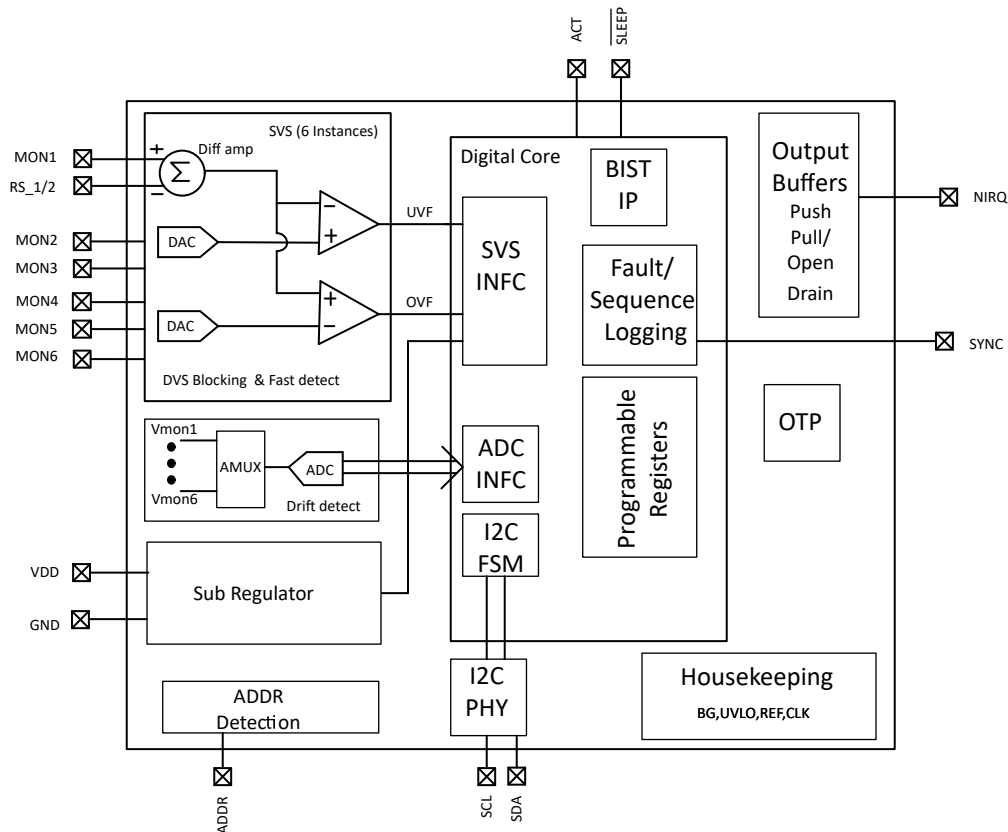 ACT
SLEEP
SVS (6 Instances)
MON1
+
Diff amp
Σ
RS_1/2
−
Digital Core
BIST
IP
Output
Buffers
Push
Pull/
Open
Drain
NIRQ
−
+
UVF
MON2
DAC
MON3
SVS
INFC
Fault/
Sequence
Logging
MON4
+
−
OVF
MON5
DAC
MON6
SYNC
DVS Blocking & Fast detect
Programmable
Registers
OTP
Vmon1
AMUX
ADC
Vmon6
Drift detect
ADC
INFC
I2C
FSM
VDD
Sub Regulator
GND
I2C
PHY
Housekeeping
BG,UVLO,REF,CLK
ADDR
Detection
ADDR
SCL
SDA